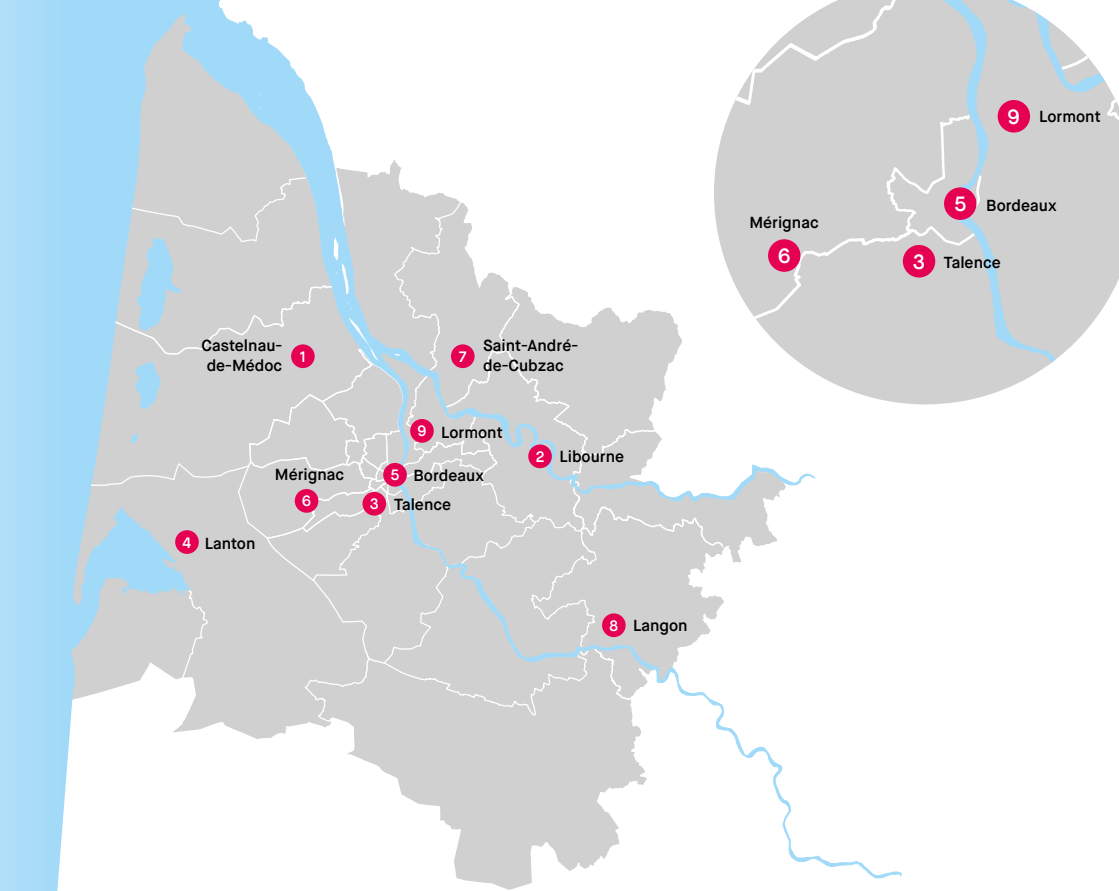 9
Lormont
5
Bordeaux
Mérignac
6
3
Talence
Castelnau-
de-Médoc
1
7
Saint-André-
de-Cubzac
9
Lormont
2
Libourne
Mérignac
6
5
Bordeaux
3
Talence
4
Lanton
8
Langon